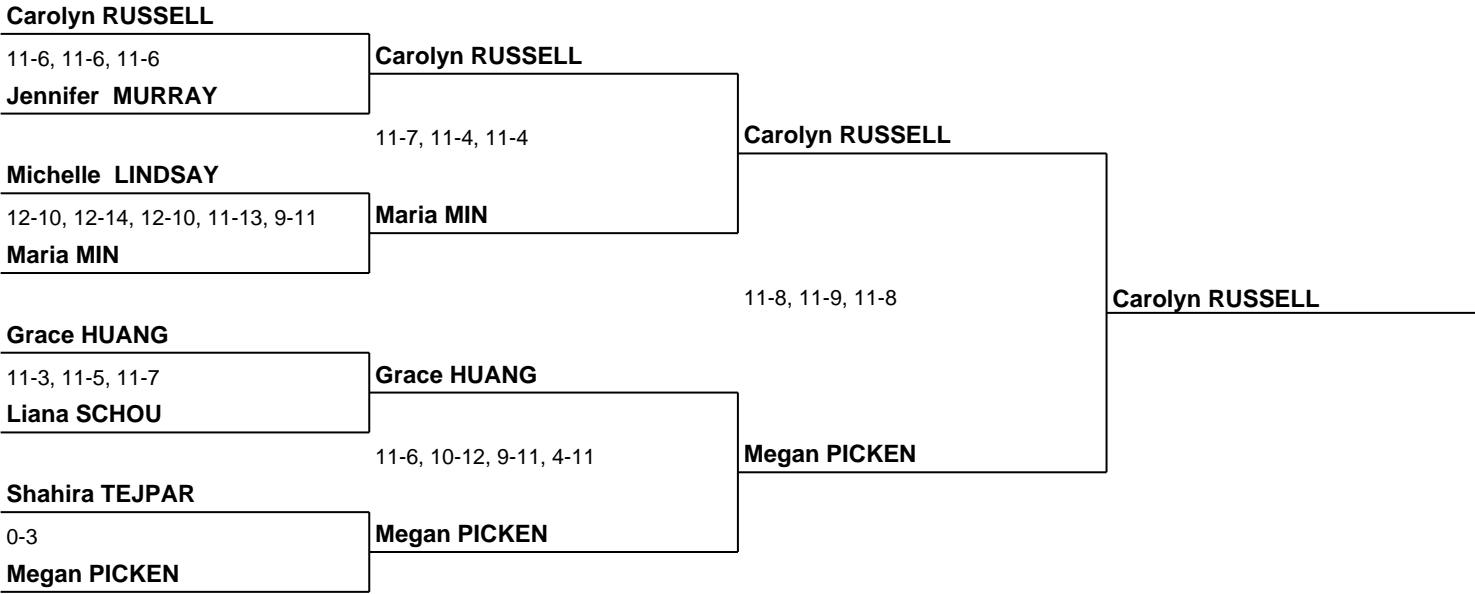 Carolyn RUSSELL
11-6, 11-6, 11-6
Carolyn RUSSELL
Jennifer  MURRAY
11-7, 11-4, 11-4
Carolyn RUSSELL
Michelle  LINDSAY
12-10, 12-14, 12-10, 11-13, 9-11
Maria MIN
Maria MIN
11-8, 11-9, 11-8
Carolyn RUSSELL
Grace HUANG
11-3, 11-5, 11-7
Grace HUANG
Liana SCHOU
11-6, 10-12, 9-11, 4-11
Megan PICKEN
Shahira TEJPAR
0-3
Megan PICKEN
Megan PICKEN